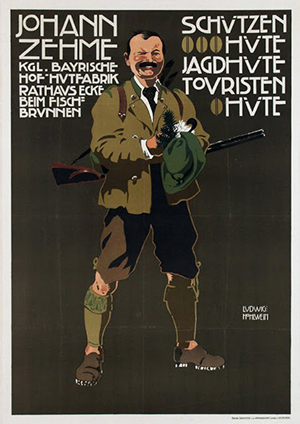 JOHANN
ZEHME
KGL. BAYRISCHE
HOF-HUTFABRIK
RATHAUS ECKE
BEIM FISCH=
BRUNNEN
SCHÜTZEN
HÜTE
JAGDHÜTE
TOURISTEN
HÜTE
LUDWIG
HOHLWEIN